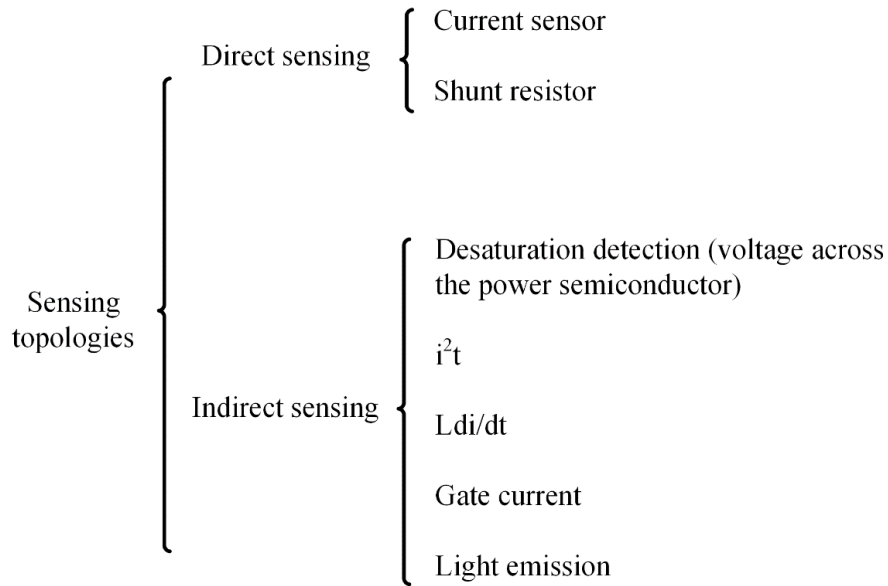 Sensing
topologies
Direct sensing
Current sensor
Shunt resistor
Indirect sensing
Desaturation detection (voltage across
the power semiconductor)
i²t
Ldi/dt
Gate current
Light emission